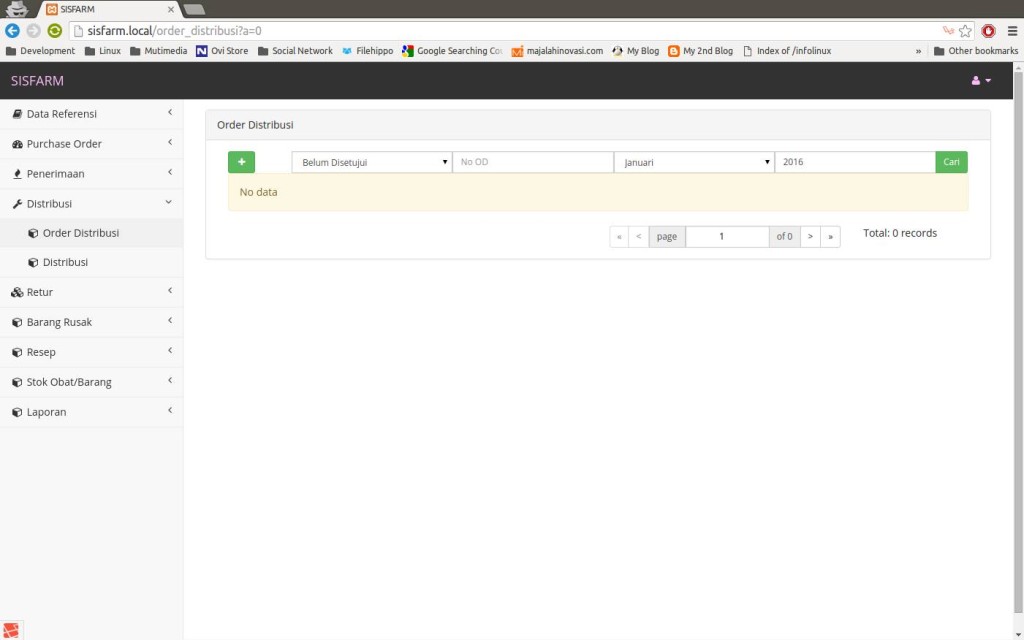 SISFARM
sisfarm.local/order_distribusi?a=0
Development Linux Mutimedia Ovi Store Social Network Filehippo Google Searching Co majalahinovasi.com My Blog My 2nd Blog Index of /infolinux » Other bookmarks
SISFARM
Data Referensi
Purchase Order
Penerimaan
Distribusi
Order Distribusi
Distribusi
Retur
Barang Rusak
Resep
Stok Obat/Barang
Laporan
Order Distribusi
+ Belum Disetujui No OD Januari 2016 Cari
No data
« < page 1 of 0 > » Total: 0 records